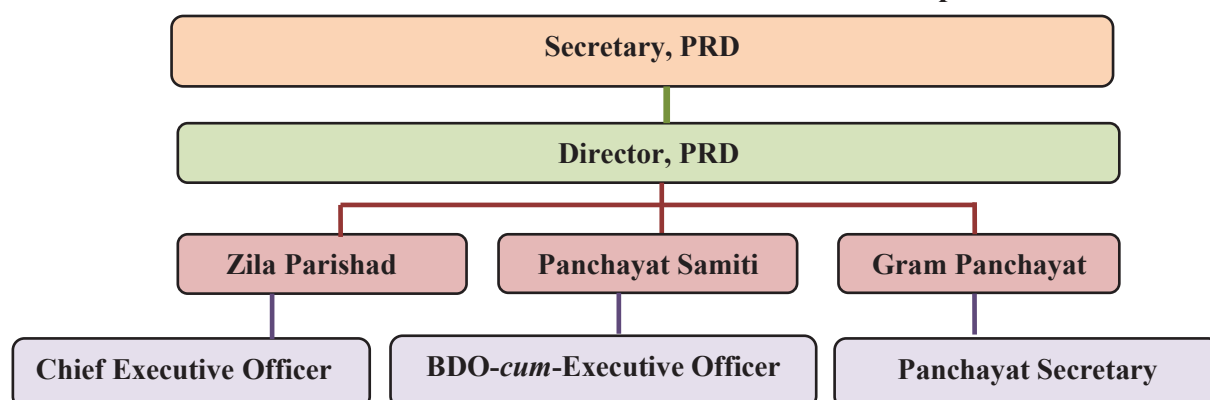 Secretary, PRD
Director, PRD
Zila Parishad
Panchayat Samiti
Gram Panchayat
Chief Executive Officer
BDO-cum-Executive Officer
Panchayat Secretary